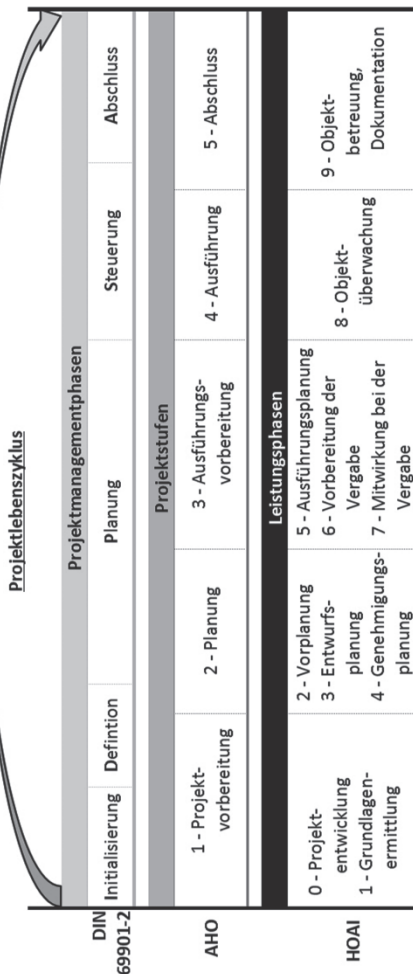 Projektlebenszyklus
Projektmanagementphasen
DIN
69901-2
Initialisierung
Defintion
Planung
Steuerung
Abschluss
Projektstufen
AHO
1 - Projekt-
vorbereitung
2 - Planung
3 - Ausführungs-
vorbereitung
4 - Ausführung
5 - Abschluss
Leistungsphasen
HOAI
0 - Projekt-
entwicklung
1 - Grundlagen-
ermittlung
2 - Vorplanung
3 - Entwurfs-
planung
4 - Genehmigungs-
planung
5 - Ausführungsplanung
6 - Vorbereitung der
Vergabe
7 - Mitwirkung bei der
Vergabe
8 - Objekt-
überwachung
9 - Objekt-
betreuung,
Dokumentation